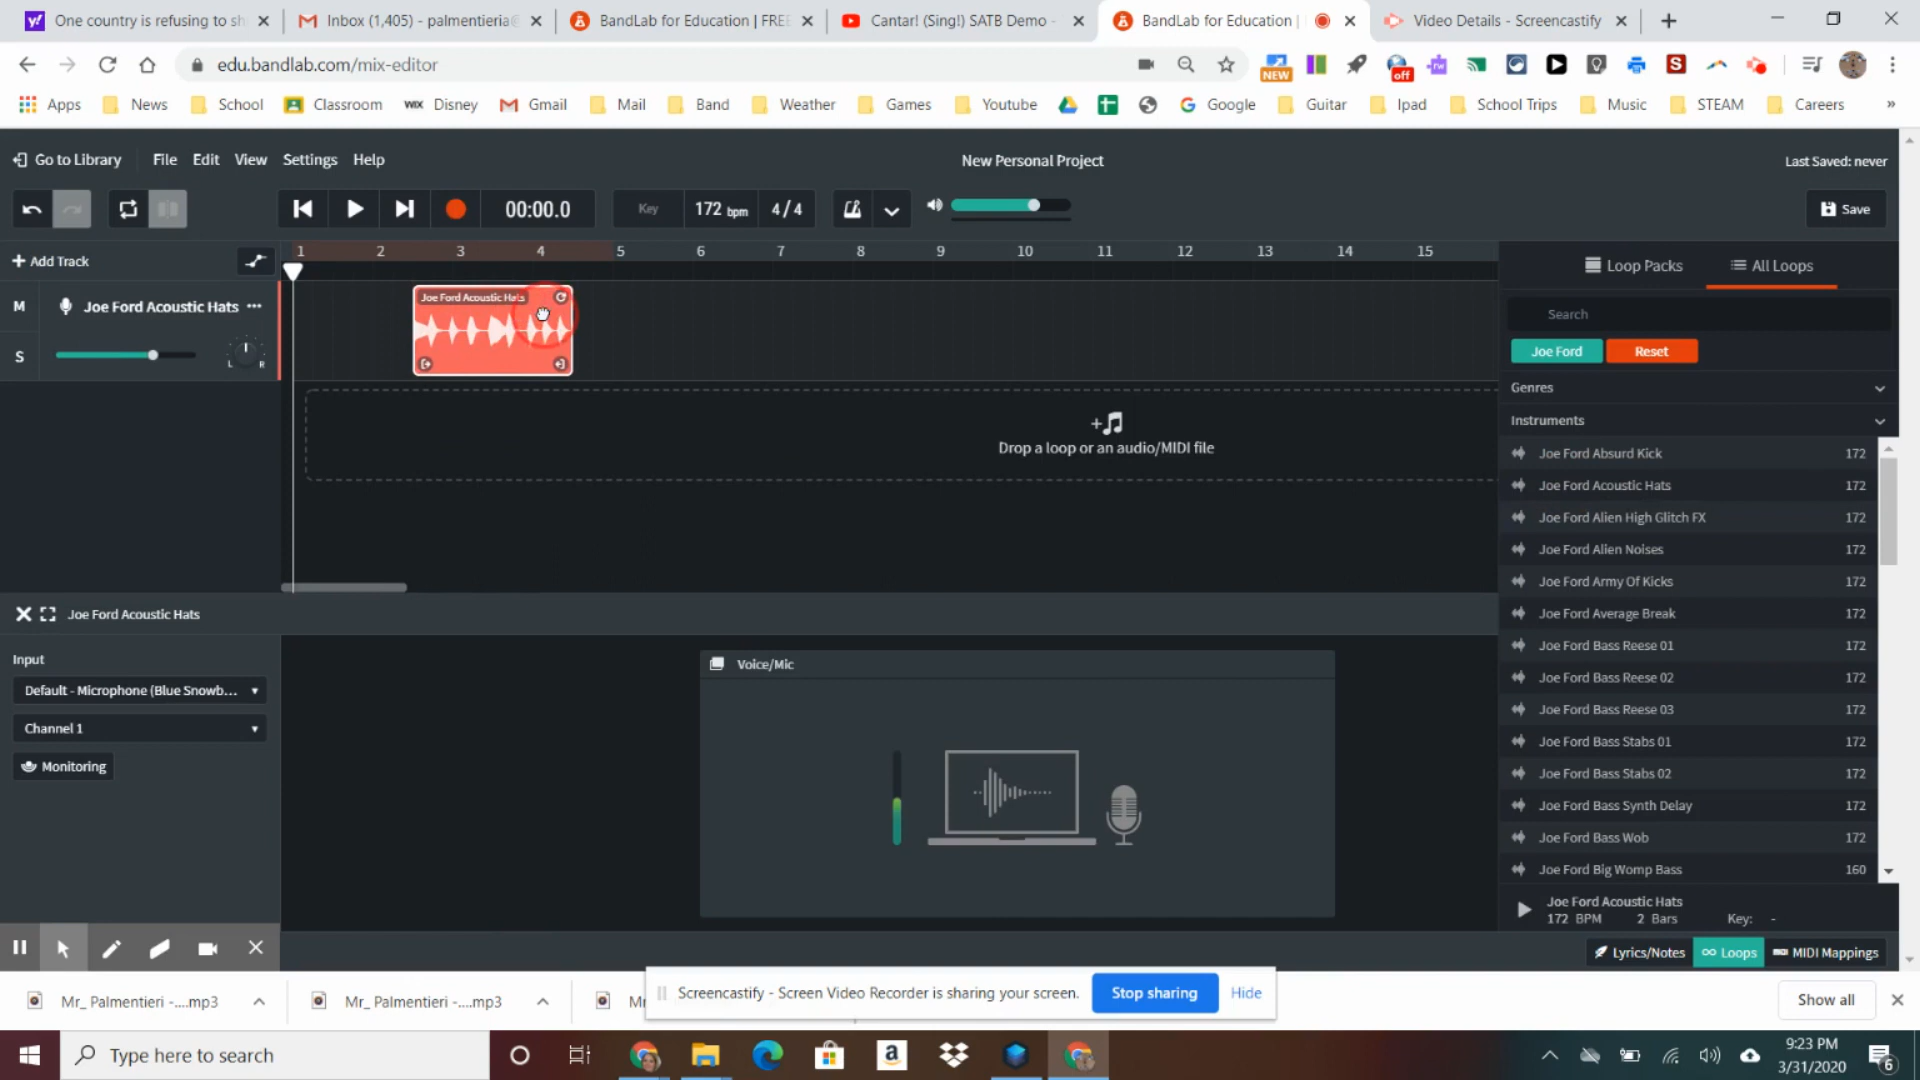 One country is refusing to sh
Inbox (1,405) - palmentieria@
BandLab for Education | FREE
Cantar! (Sing!) SATB Demo -
BandLab for Education |
Video Details - Screencastify
edu.bandlab.com/mix-editor
NEW
off
rw
S
Apps
News
School
Classroom
WIX Disney
Gmail
Mail
Band
Weather
Games
Youtube
Google
Guitar
Ipad
School Trips
Music
STEAM
Careers
»
Go to Library
File
Edit
View
Settings
Help
New Personal Project
Last Saved: never
00:00.0
Key
172 bpm
4/4
Save
+ Add Track
1 2 3 4 5 6 7 8 9 10 11 12 13 14 15
Loop Packs
All Loops
M
Joe Ford Acoustic Hats
Joe Ford Acoustic Hats
S
L R
Search
Joe Ford
Reset
Genres
Instruments
Drop a loop or an audio/MIDI file
Joe Ford Absurd Kick 172
Joe Ford Acoustic Hats 172
Joe Ford Alien High Glitch FX 172
Joe Ford Alien Noises 172
Joe Ford Army Of Kicks 172
Joe Ford Average Break 172
Joe Ford Bass Reese 01 172
Joe Ford Bass Reese 02 172
Joe Ford Bass Reese 03 172
Joe Ford Bass Stabs 01 172
Joe Ford Bass Stabs 02 172
Joe Ford Bass Synth Delay 172
Joe Ford Bass Wob 172
Joe Ford Big Womp Bass 160
Joe Ford Acoustic Hats
Input
Default - Microphone (Blue Snowb...
Channel 1
Monitoring
Voice/Mic
Joe Ford Acoustic Hats
172 BPM 2 Bars Key: -
Lyrics/Notes
Loops
MIDI Mappings
Mr_ Palmentieri -....mp3
Mr_ Palmentieri -....mp3
Screencastify - Screen Video Recorder is sharing your screen.
Stop sharing
Hide
Show all
Type here to search
9:23 PM
3/31/2020
6